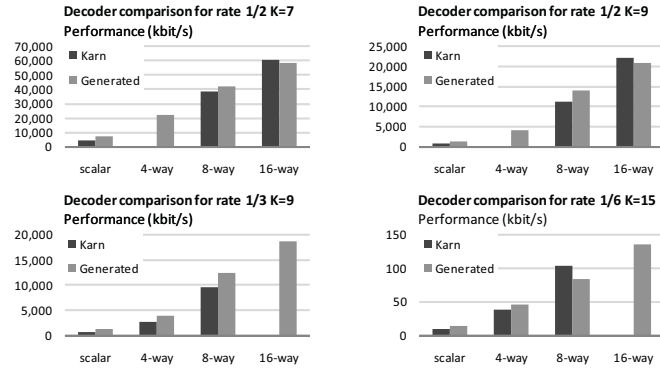 Decoder comparison for rate 1/2 K=7
Performance (kbit/s)
70,000
60,000
50,000
40,000
30,000
20,000
10,000
0
Karn
Generated
scalar 4-way 8-way 16-way
Decoder comparison for rate 1/2 K=9
Performance (kbit/s)
25,000
20,000
15,000
10,000
5,000
0
Karn
Generated
scalar 4-way 8-way 16-way
Decoder comparison for rate 1/3 K=9
Performance (kbit/s)
20,000
15,000
10,000
5,000
0
Karn
Generated
scalar 4-way 8-way 16-way
Decoder comparison for rate 1/6 K=15
Performance (kbit/s)
150
100
50
0
Karn
Generated
scalar 4-way 8-way 16-way